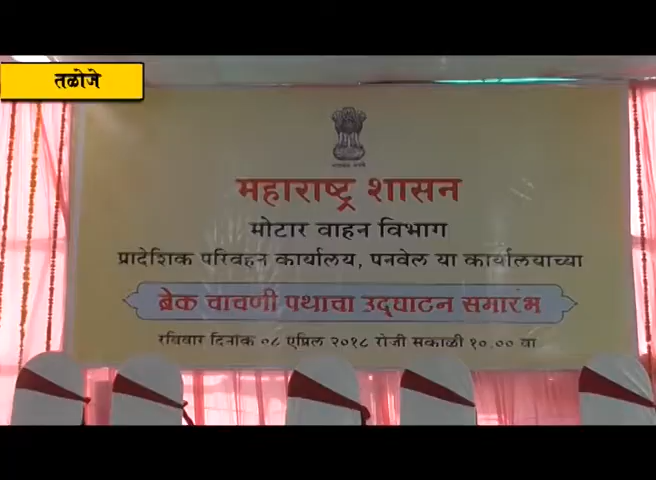 तळोजे
महाराष्ट्र शासन
मोटार वाहन विभाग
प्रादेशिक परिवहन कार्यालय, पनवेल या कार्यालयाच्या
ब्रेक चाचणी पथाचा उद्घाटन समारंभ
रविवार दिनांक ०८ एप्रिल २०१८ रोजी सकाळी १०.०० वा